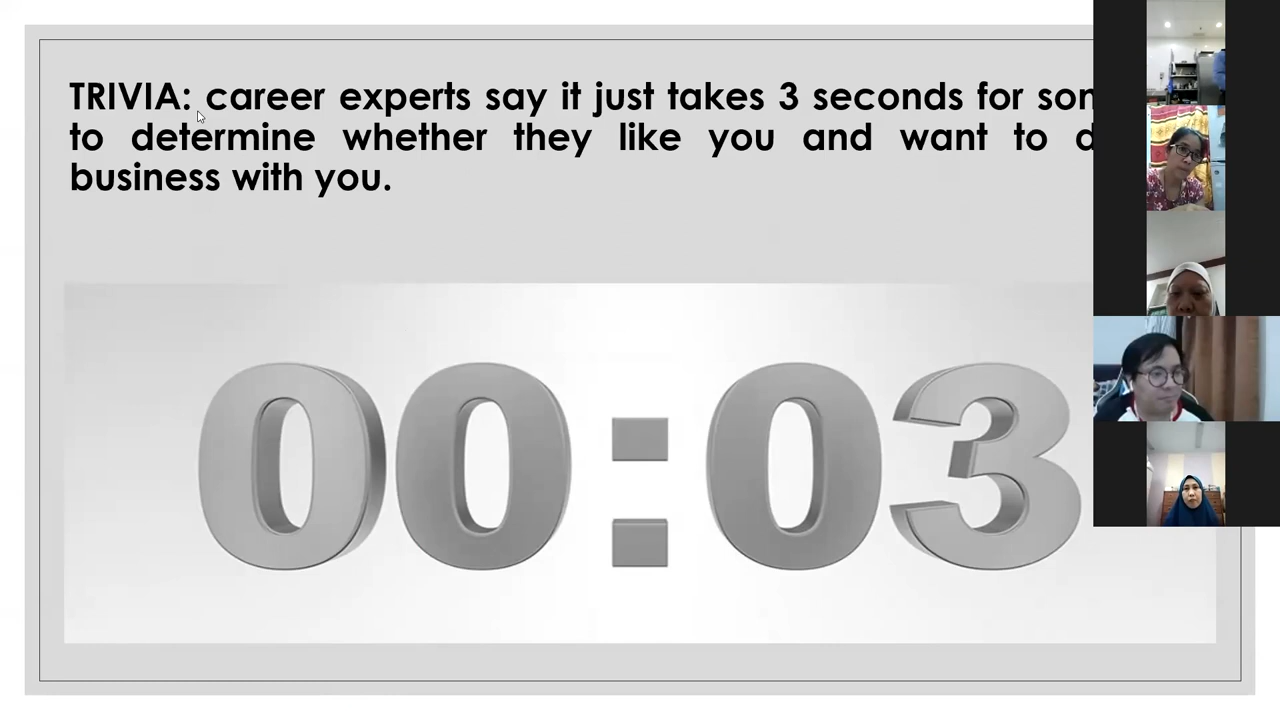 TRIVIA: career experts say it just takes 3 seconds for
to determine whether they like you and want to
business with you.
00:03